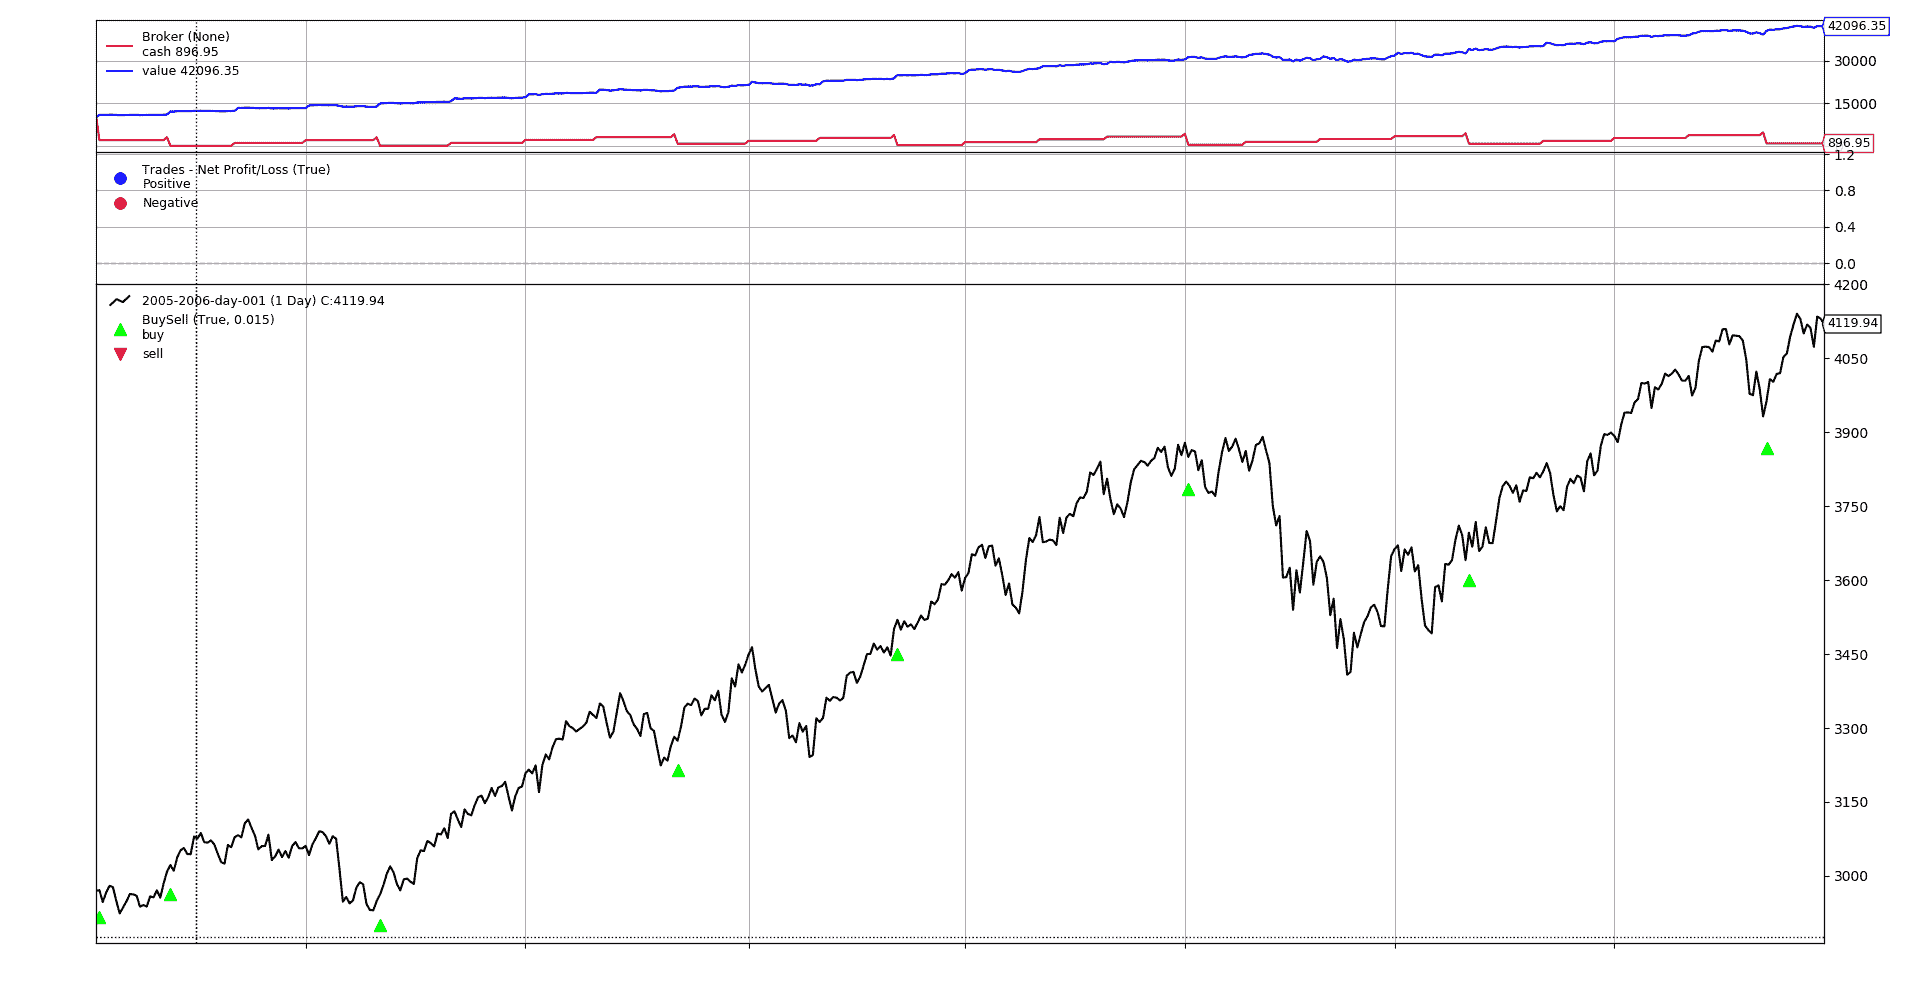 Broker (None)
cash 896.95
value 42096.35
42096.35
30000
15000
896.95
Trades - Net Profit/Loss (True)
Positive
Negative
1.2
0.8
0.4
0.0
2005-2006-day-001 (1 Day) C:4119.94
BuySell (True, 0.015)
buy
sell
4200
4119.94
4050
3900
3750
3600
3450
3300
3150
3000